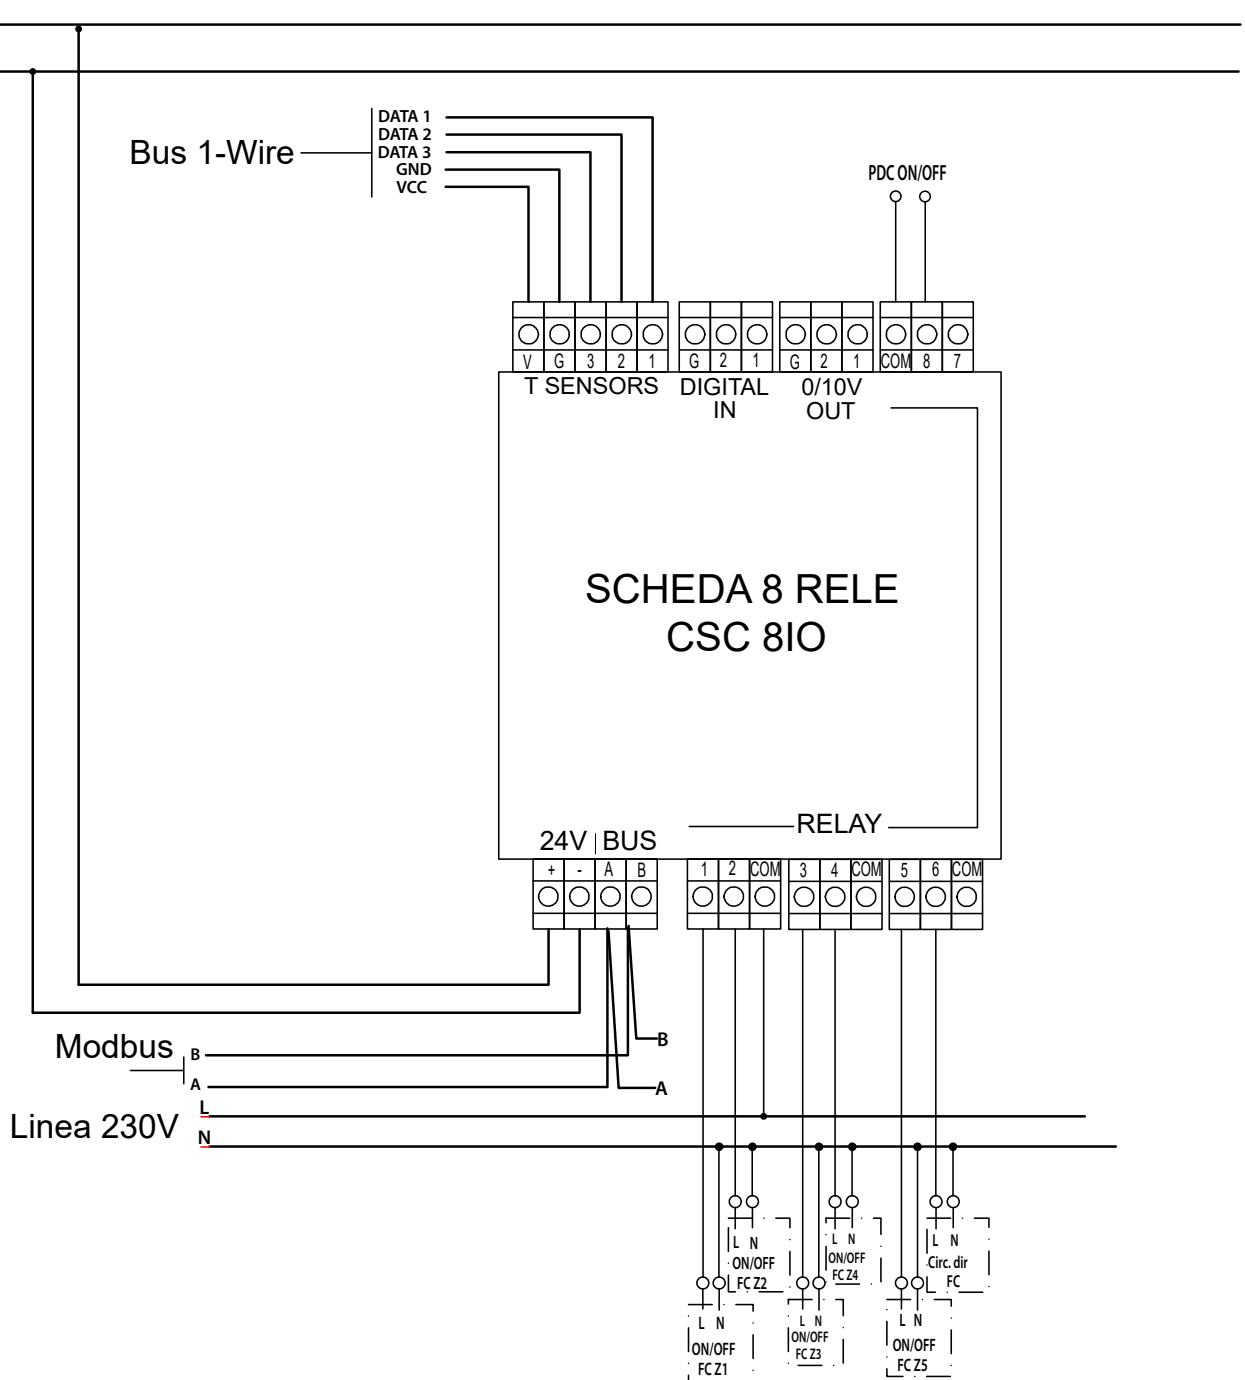 DATA 1
DATA 2
Bus 1-Wire
DATA 3
GND
VCC
PDC ON/OFF
V G 3 2 1
G 2 1
G 2 1
COM 8 7
T SENSORS
DIGITAL
IN
0/10V
OUT
SCHEDA 8 RELE
CSC 8IO
RELAY
24V BUS
+ - A B
1 2 COM
3 4 COM
5 6 COM
Modbus
B
A
B
A
Linea 230V
L
N
L N
ON/OFF
FC Z2
L N
ON/OFF
FC Z4
L N
Circ. dir
FC
L N
ON/OFF
FC Z1
L N
ON/OFF
FC Z3
L N
ON/OFF
FC Z5